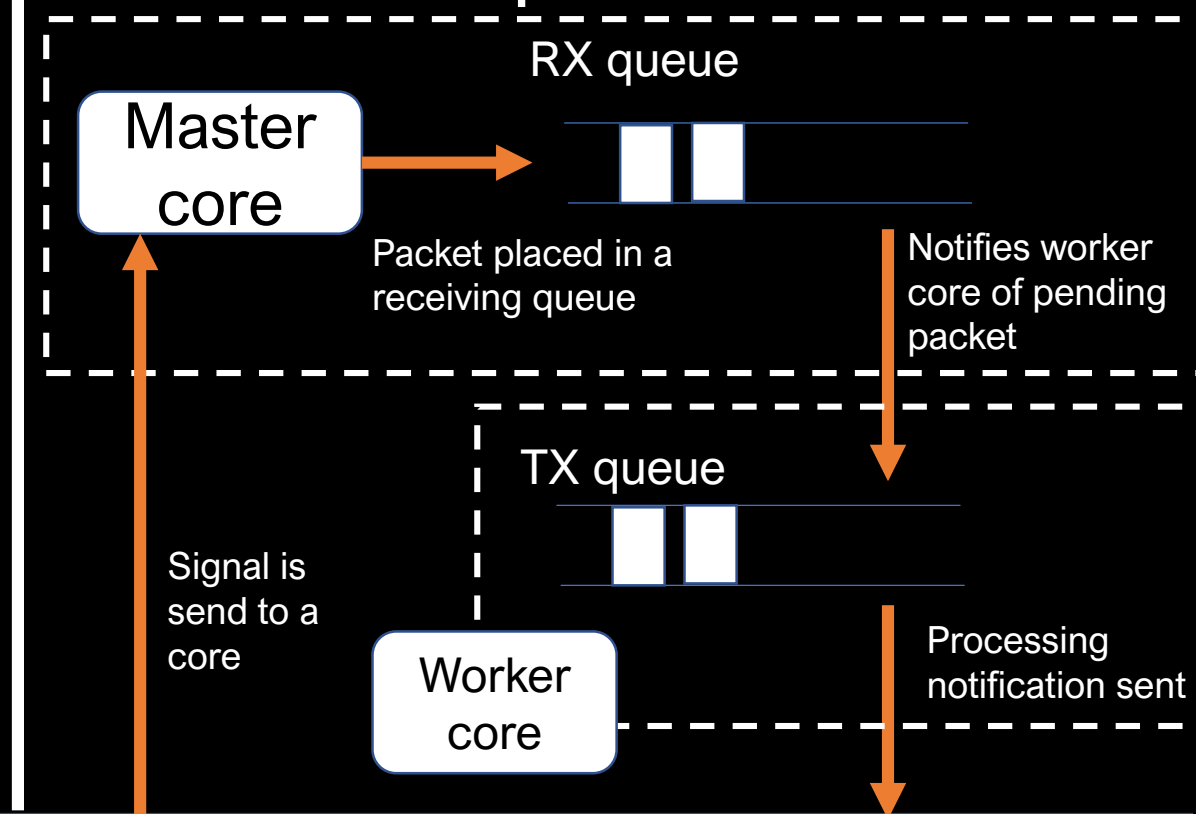 RX queue
Master
core
Packet placed in a
receiving queue
Notifies worker
core of pending
packet
TX queue
Signal is
send to a
core
Worker
core
Processing
notification sent